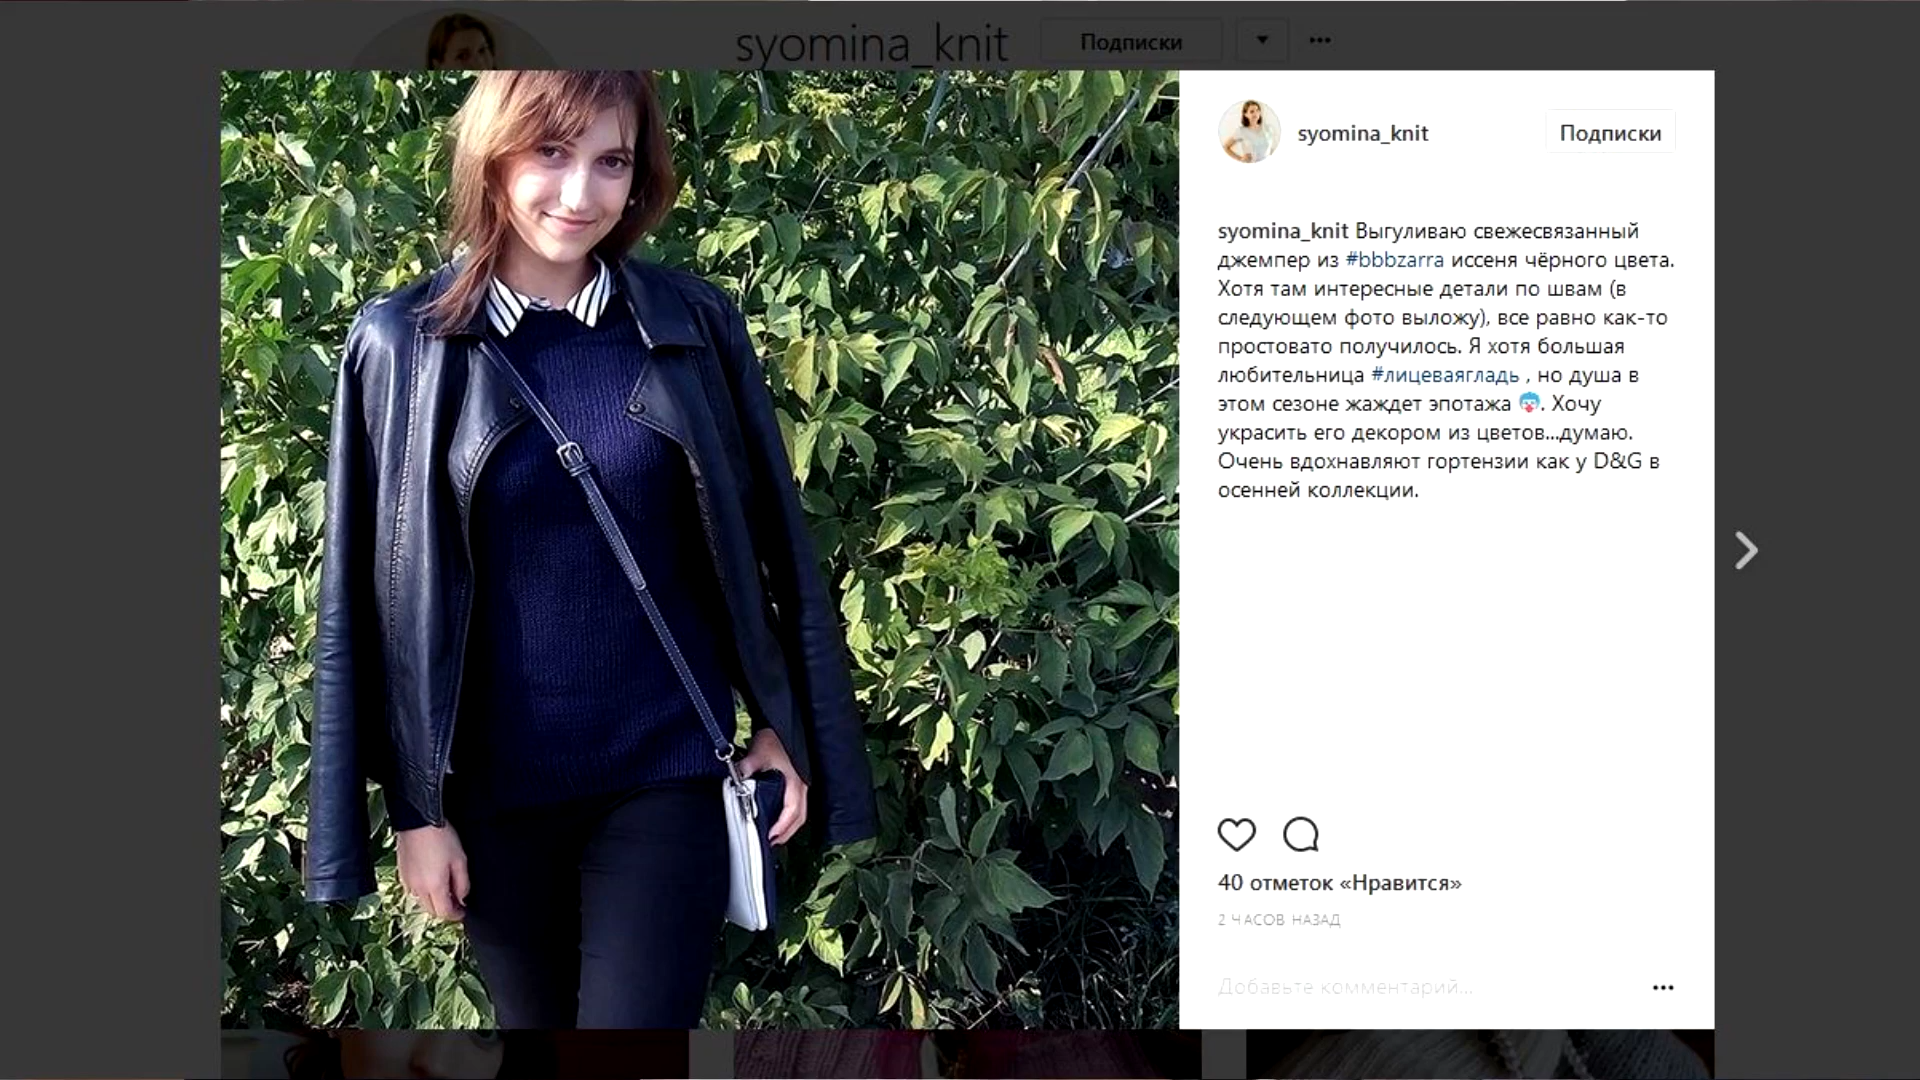 syomina_knit Подписки
syomina_knit Подписки
syomina_knit Выгуливаю свежесвязанный
джемпер из #bbbzarra иссеня чёрного цвета.
Хотя там интересные детали по швам (в
следующем фото выложу), все равно как-то
простовато получилось. Я хотя большая
любительница #лицеваягладь , но душа в
этом сезоне жаждет эпотажа. Хочу
украсить его декором из цветов...думаю.
Очень вдохнавляют гортензии как у D&G в
осенней коллекции.
40 отметок «Нравится»
2 ЧАСОВ НАЗАД
Добавьте комментарий...